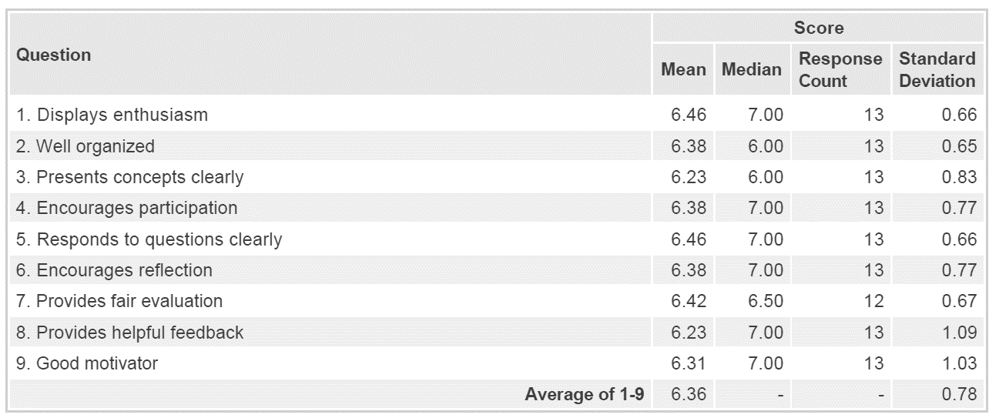 Question Score
Mean Median Response Count Standard Deviation
1. Displays enthusiasm 6.46 7.00 13 0.66
2. Well organized 6.38 6.00 13 0.65
3. Presents concepts clearly 6.23 6.00 13 0.83
4. Encourages participation 6.38 7.00 13 0.77
5. Responds to questions clearly 6.46 7.00 13 0.66
6. Encourages reflection 6.38 7.00 13 0.77
7. Provides fair evaluation 6.42 6.50 12 0.67
8. Provides helpful feedback 6.23 7.00 13 1.09
9. Good motivator 6.31 7.00 13 1.03
Average of 1-9 6.36 - - 0.78